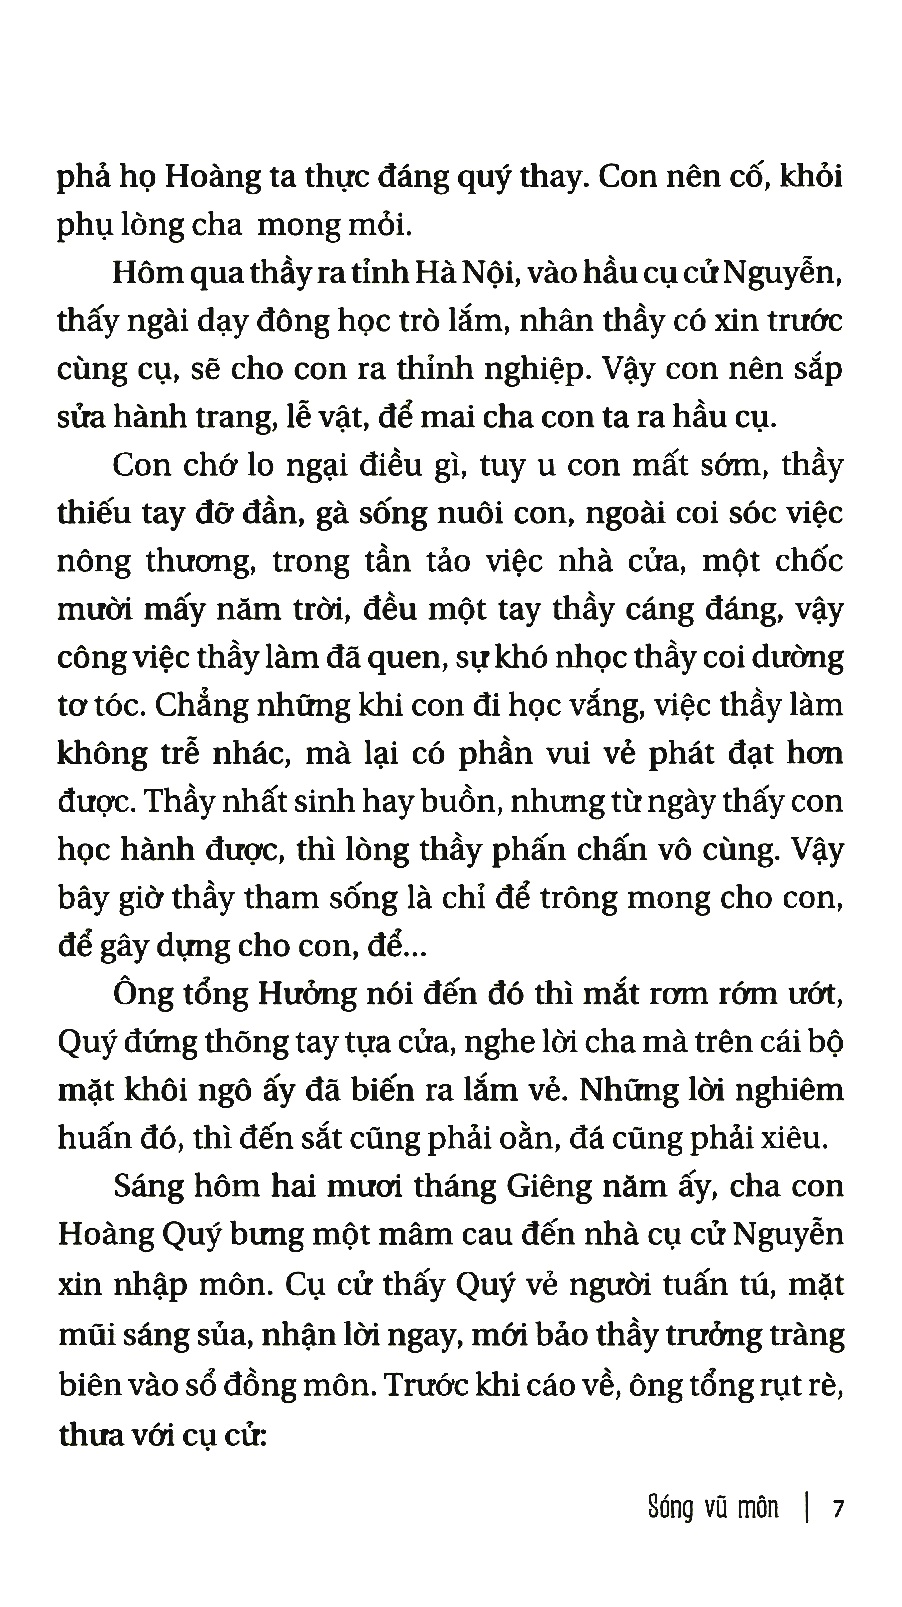 phả họ Hoàng ta thực đáng quý thay. Con nên cố, khỏi
phụ lòng cha mong mỏi.
Hôm qua thầy ra tỉnh Hà Nội, vào hầu cụ cử Nguyễn,
thấy ngài dạy đông học trò lắm, nhân thầy có xin trước
cùng cụ, sẽ cho con ra thỉnh nghiệp. Vậy con nên sắp
sửa hành trang, lễ vật, để mai cha con ta ra hầu cụ.
Con chớ lo ngại điều gì, tuy u con mất sớm, thầy
thiếu tay đỡ đần, gà sống nuôi con, ngoài coi sóc việc
nông thương, trong tần tảo việc nhà cửa, một chốc
mười mấy năm trời, đều một tay thầy cáng đáng, vậy
công việc thầy làm đã quen, sự khó nhọc thầy coi dường
tơ tóc. Chẳng những khi con đi học vắng, việc thầy làm
không trễ nhác, mà lại có phần vui vẻ phát đạt hơn
được. Thầy nhất sinh hay buồn, nhưng từ ngày thấy con
học hành được, thì lòng thầy phấn chấn vô cùng. Vậy
bây giờ thầy tham sống là chỉ để trông mong cho con,
để gây dựng cho con, để...
Ông tổng Hưởng nói đến đó thì mắt rơm rớm ướt,
Quý đứng thõng tay tựa cửa, nghe lời cha mà trên cái bộ
mặt khôi ngô ấy đã biến ra lắm vẻ. Những lời nghiêm
huấn đó, thì đến sắt cũng phải oằn, đá cũng phải xiêu.
Sáng hôm hai mươi tháng Giêng năm ấy, cha con
Hoàng Quý bưng một mâm cau đến nhà cụ cử Nguyễn
xin nhập môn. Cụ cử thấy Quý vẻ người tuấn tú, mặt
mũi sáng sủa, nhận lời ngay, mới bảo thầy trưởng tràng
biên vào sổ đồng môn. Trước khi cáo về, ông tổng rụt rè,
thưa với cụ cử:
Sóng vũ môn | 7